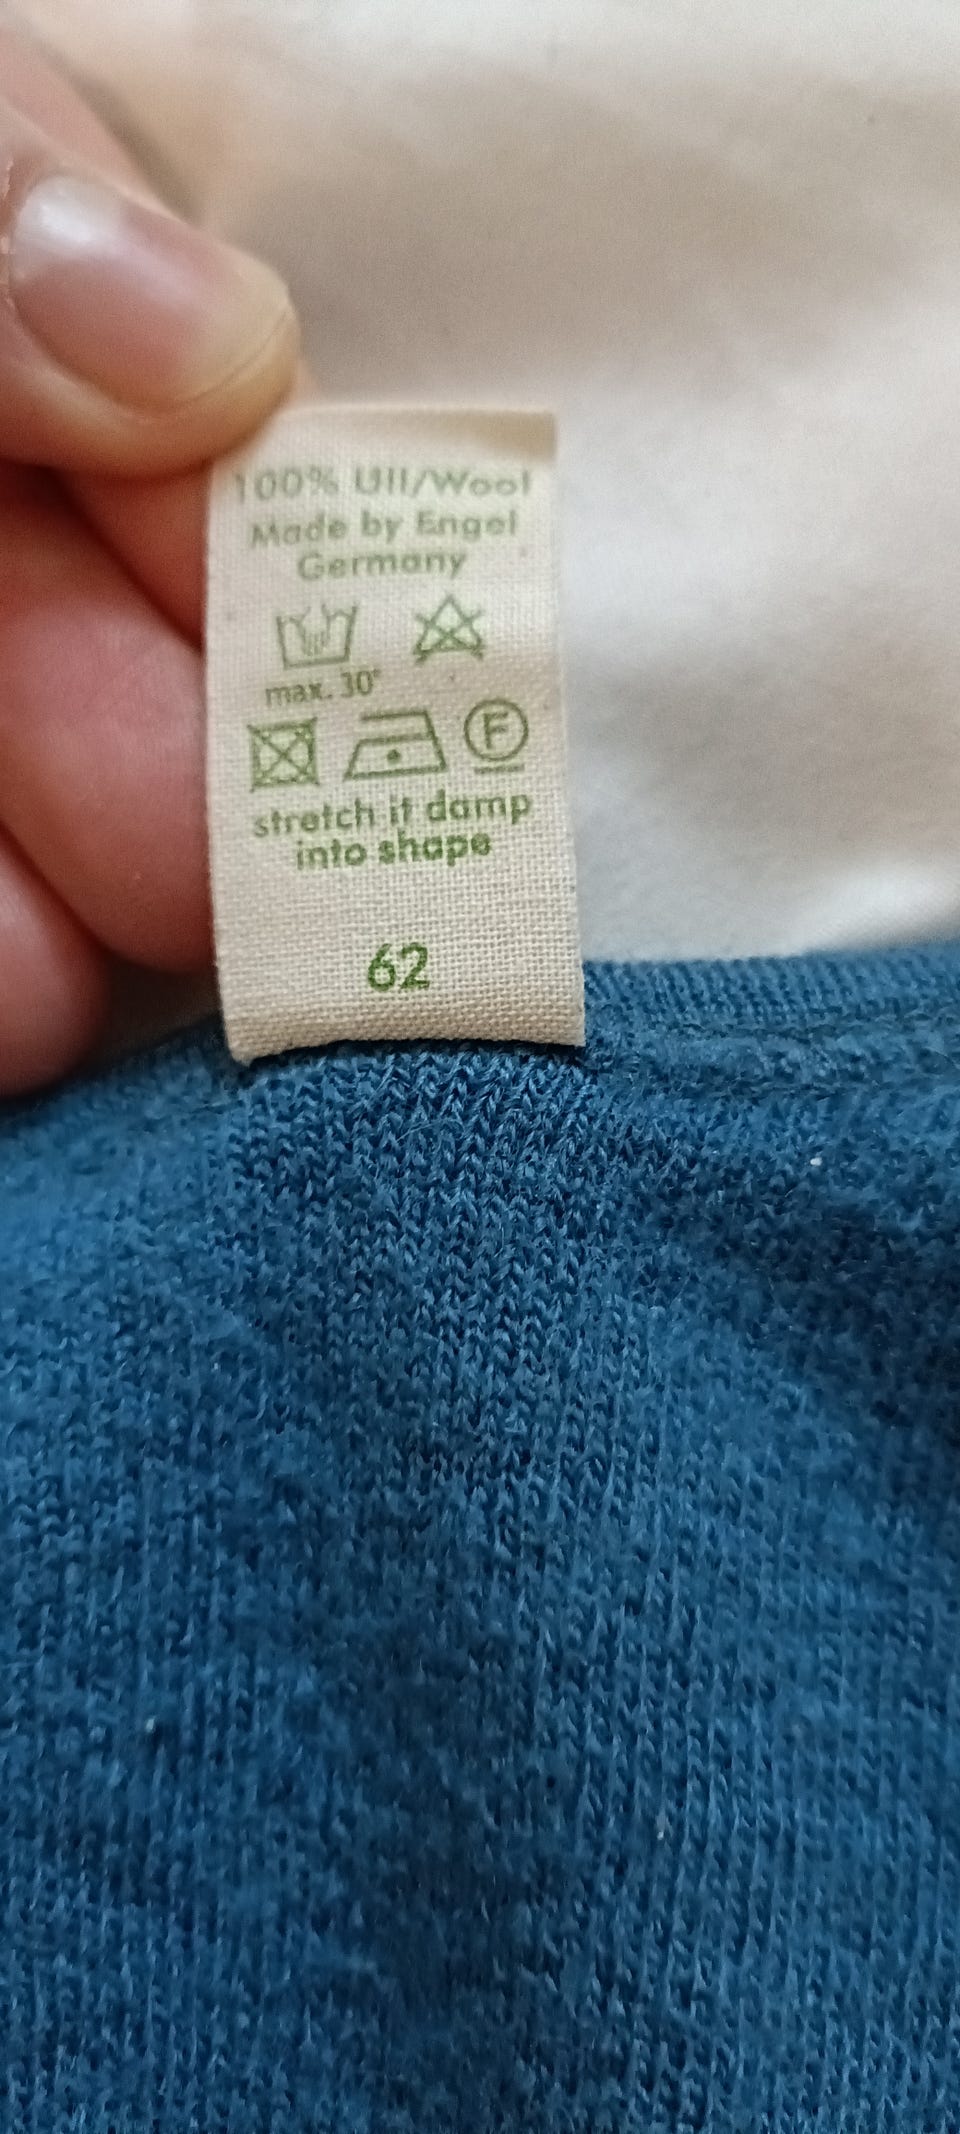 100% Ull/Wool
Made by Engel
Germany
max. 30°
F
stretch it damp
into shape
62